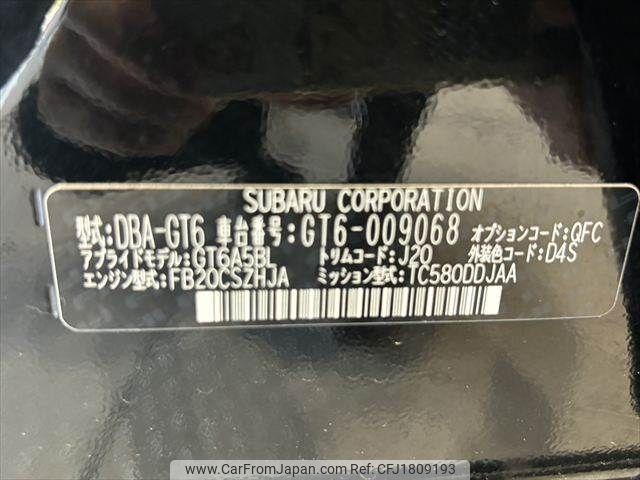 SUBARU CORPORATION
型式:DBA-GT6 車台番号:GT6-009068 オプションコード:QFC
アプライドモデル:GT6A5BL トリムコード:J20 外装色コード:D4S
エンジン型式:FB20CSZHJA ミッション型式:TC580DDJAA
www.CarFromJapan.com | Car ID: CFJ1809193